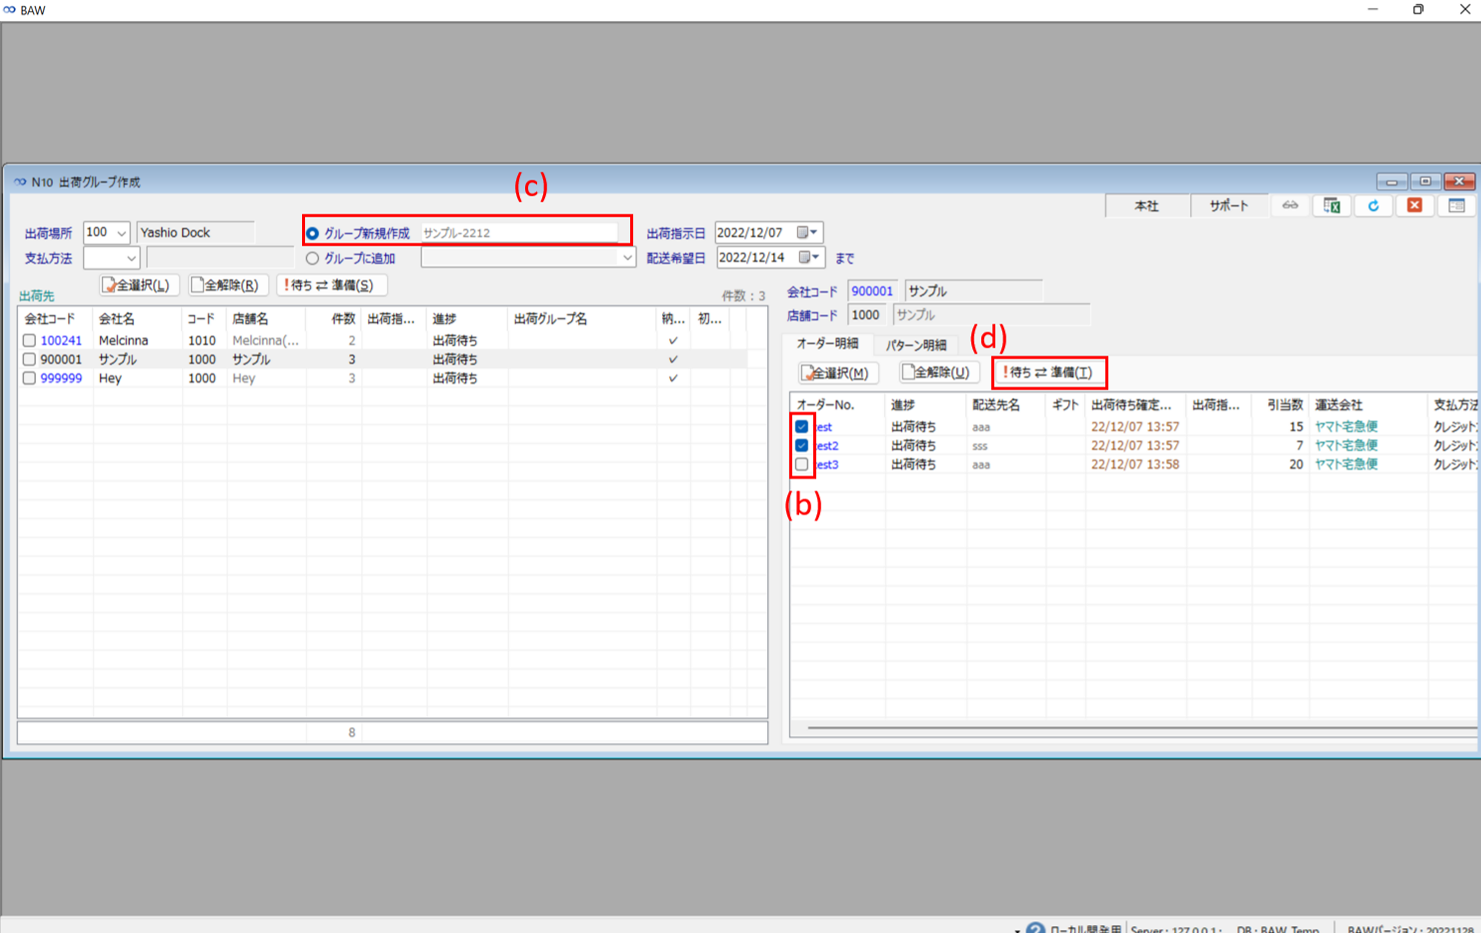 BAW
N10 出荷グループ作成
(c)
本社 サポート
出荷場所 100 Yashio Dock グループ新規作成 サンプル-2212 出荷指示日 2022/12/07
支払方法 グループに追加 配送希望日 2022/12/14 まで
全選択(L) 全解除(R) !待ち ⇄ 準備(S)
出荷先 件数 : 3
会社コード 会社名 コード 店舗名 件数 出荷指... 進捗 出荷グループ名 納... 初...
100241 Melcinna 1010 Melcinna(... 2 出荷待ち
900001 サンプル 1000 サンプル 3 出荷待ち
999999 Hey 1000 Hey 3 出荷待ち
8
会社コード 900001 サンプル
店舗コード 1000 サンプル
(d)
オーダー明細 パターン明細
全選択(M) 全解除(U) !待ち ⇄ 準備(T)
オーダーNo. 進捗 配送先名 ギフト 出荷待ち確定... 出荷指... 引当数 運送会社 支払方法
test 出荷待ち aaa 22/12/07 13:57 15 ヤマト宅急便 クレジット
test2 出荷待ち sss 22/12/07 13:57 7 ヤマト宅急便 クレジット
test3 出荷待ち aaa 22/12/07 13:58 20 ヤマト宅急便 クレジット
(b)
ローカル開発用 Server : 127.0.0.1 : DB : BAW_Temp BAWバージョン : 20221128